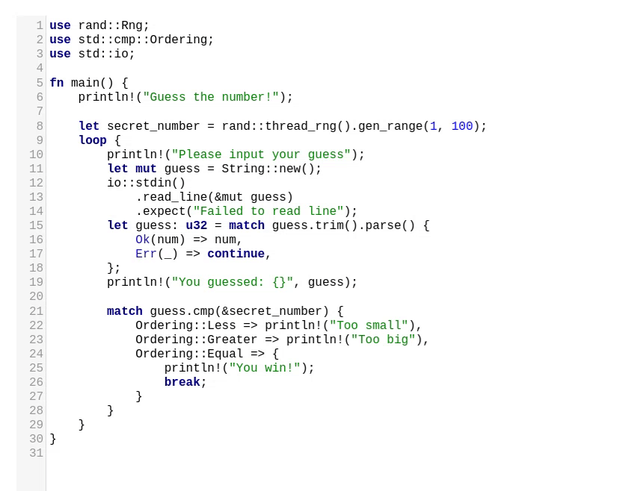 1 use rand::Rng;
2 use std::cmp::Ordering;
3 use std::io;
4
5 fn main() {
6     println!("Guess the number!");
7
8     let secret_number = rand::thread_rng().gen_range(1, 100);
9     loop {
10         println!("Please input your guess");
11         let mut guess = String::new();
12         io::stdin()
13             .read_line(&mut guess)
14             .expect("Failed to read line");
15         let guess: u32 = match guess.trim().parse() {
16             Ok(num) => num,
17             Err(_) => continue,
18         };
19         println!("You guessed: {}", guess);
20
21         match guess.cmp(&secret_number) {
22             Ordering::Less => println!("Too small"),
23             Ordering::Greater => println!("Too big"),
24             Ordering::Equal => {
25                 println!("You win!");
26                 break;
27             }
28         }
29     }
30 }
31